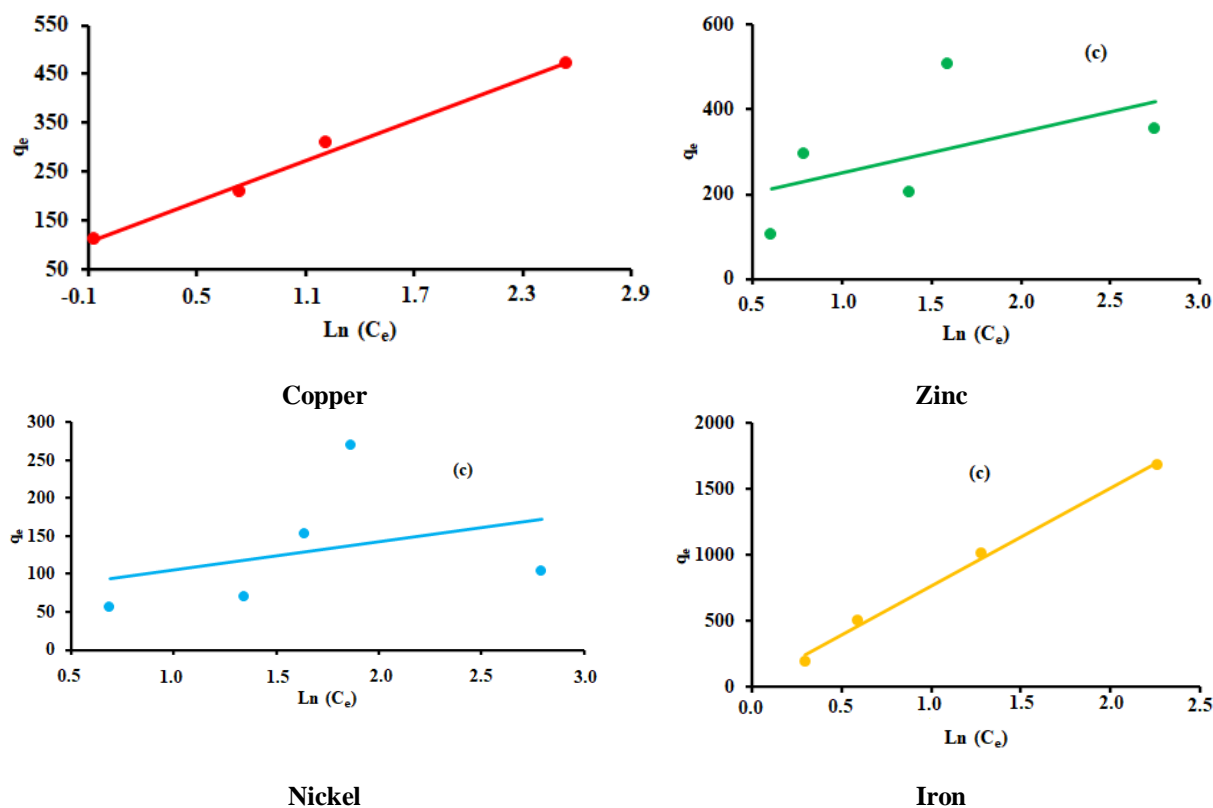 550
450
350
250
150
50
qe
-0.1 0.5 1.1 1.7 2.3 2.9
Ln (Ce)
Copper
600
400
200
0
qe
(c)
0.5 1.0 1.5 2.0 2.5 3.0
Ln (Ce)
Zinc
300
250
200
150
100
50
0
qe
(c)
0.5 1.0 1.5 2.0 2.5 3.0
Ln (Ce)
Nickel
2000
1500
1000
500
0
qe
(c)
0.0 0.5 1.0 1.5 2.0 2.5
Ln (Ce)
Iron